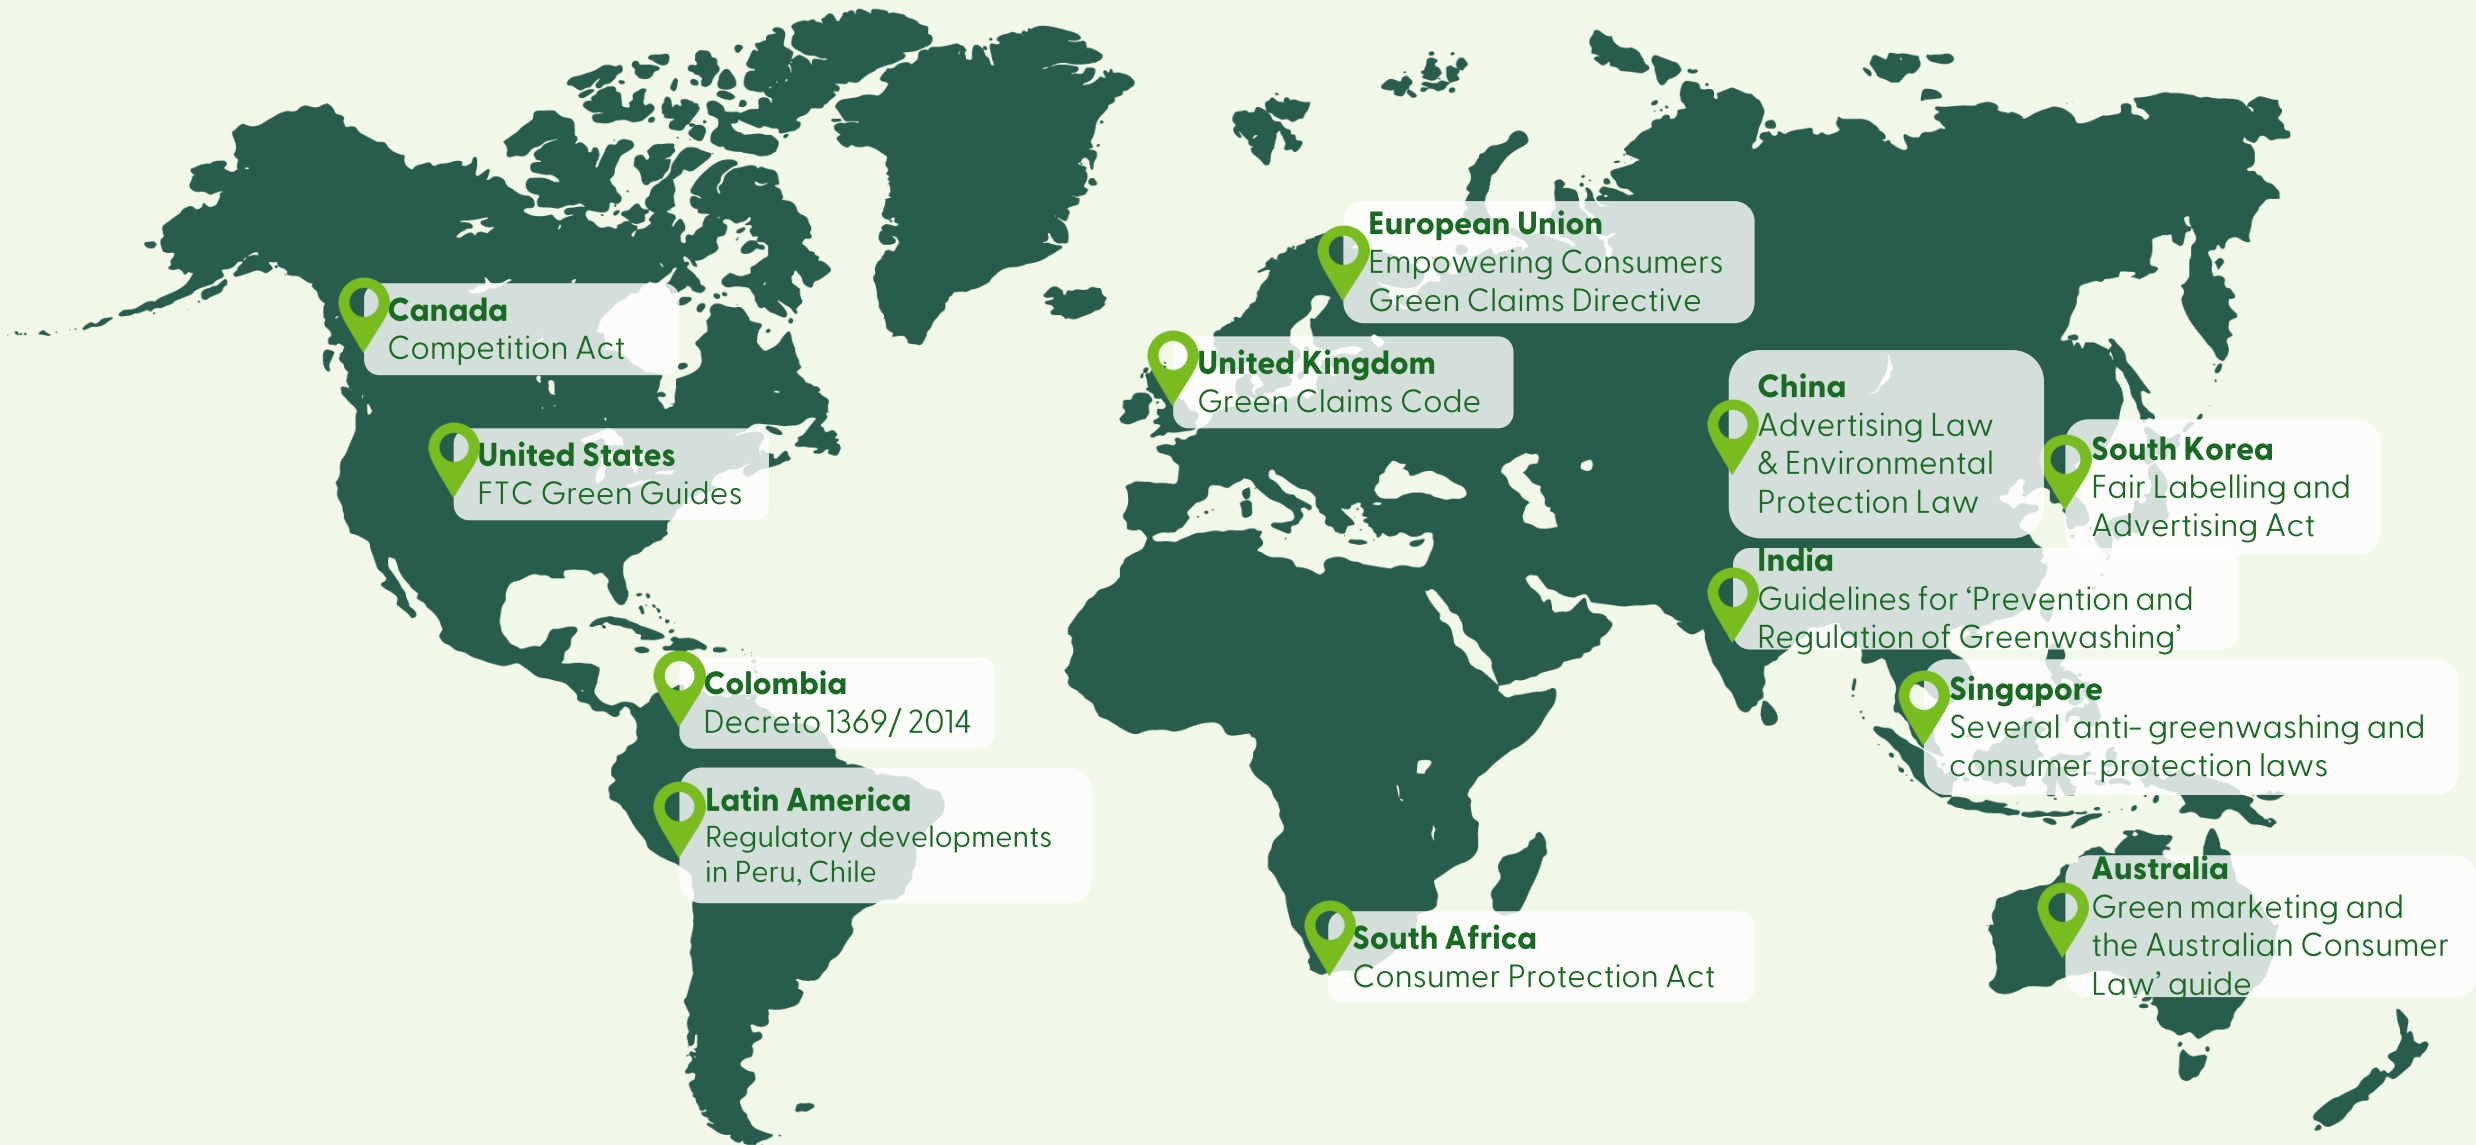 European Union
Empowering Consumers
Green Claims Directive
Canada
Competition Act
United Kingdom
Green Claims Code
China
Advertising Law
& Environmental
Protection Law
United States
FTC Green Guides
South Korea
Fair Labelling and
Advertising Act
India
Guidelines for ‘Prevention and
Regulation of Greenwashing’
Colombia
Decreto 1369/ 2014
Singapore
Several anti- greenwashing and
consumer protection laws
Latin America
Regulatory developments
in Peru, Chile
Australia
Green marketing and
the Australian Consumer
Law’ guide
South Africa
Consumer Protection Act